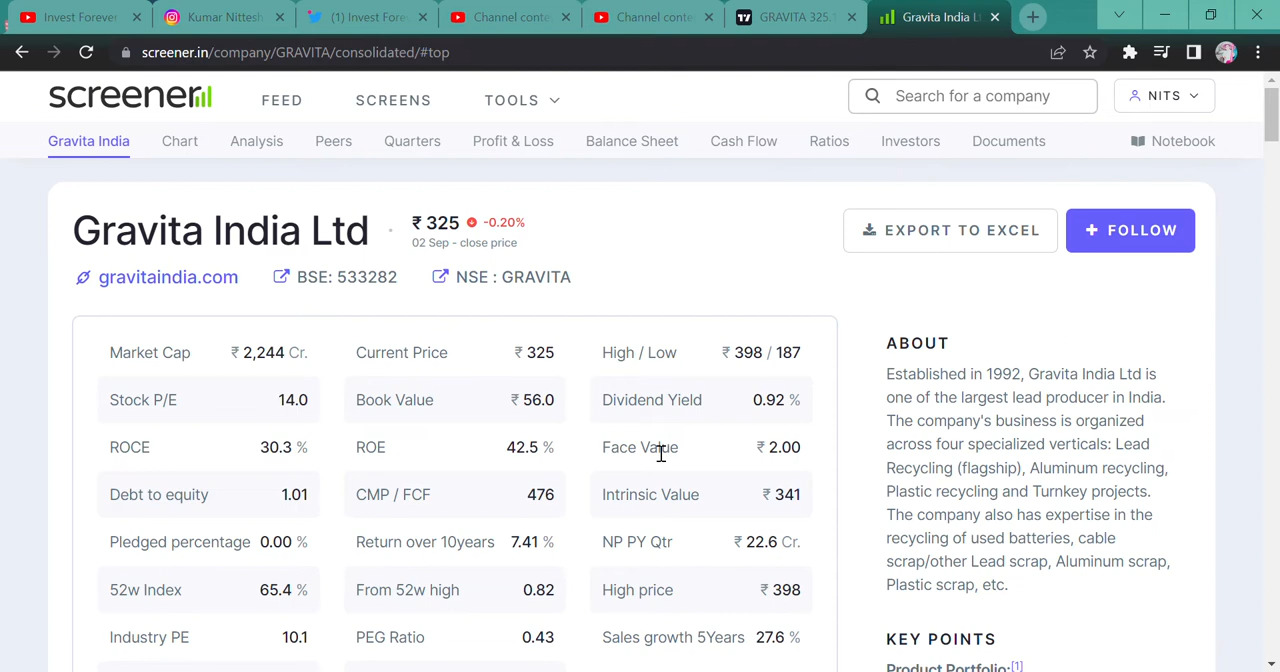 Invest Forever
Kumar Nittesh
(1) Invest Fore
Channel conte
Channel conte
GRAVITA 325.
Gravita India L
screener.in/company/GRAVITA/consolidated/#top
screener
FEED
SCREENS
TOOLS
Search for a company
NITS
Gravita India
Chart
Analysis
Peers
Quarters
Profit & Loss
Balance Sheet
Cash Flow
Ratios
Investors
Documents
Notebook
Gravita India Ltd
₹ 325
-0.20%
02 Sep - close price
EXPORT TO EXCEL
+ FOLLOW
gravitaindia.com
BSE: 533282
NSE : GRAVITA
Market Cap ₹ 2,244 Cr.
Current Price ₹ 325
High / Low ₹ 398 / 187
Stock P/E 14.0
Book Value ₹ 56.0
Dividend Yield 0.92 %
ROCE 30.3 %
ROE 42.5 %
Face Value ₹ 2.00
Debt to equity 1.01
CMP / FCF 476
Intrinsic Value ₹ 341
Pledged percentage 0.00 %
Return over 10years 7.41 %
NP PY Qtr ₹ 22.6 Cr.
52w Index 65.4 %
From 52w high 0.82
High price ₹ 398
Industry PE 10.1
PEG Ratio 0.43
Sales growth 5Years 27.6 %
ABOUT
Established in 1992, Gravita India Ltd is
one of the largest lead producer in India.
The company's business is organized
across four specialized verticals: Lead
Recycling (flagship), Aluminum recycling,
Plastic recycling and Turnkey projects.
The company also has expertise in the
recycling of used batteries, cable
scrap/other Lead scrap, Aluminum scrap,
Plastic scrap, etc.
KEY POINTS
Product Portfolio:[1]